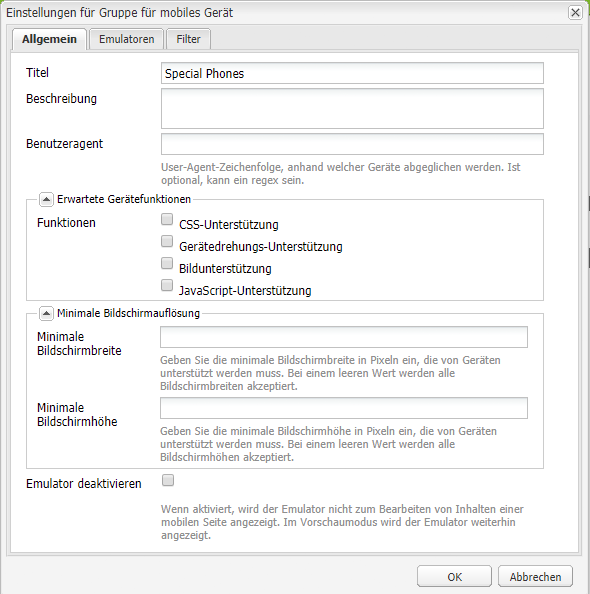 Einstellungen für Gruppe für mobiles Gerät
Allgemein
Emulatoren
Filter
Titel
Special Phones
Beschreibung
Benutzeragent
User-Agent-Zeichenfolge, anhand welcher Geräte abgeglichen werden. Ist
optional, kann ein regex sein.
Erwartete Gerätefunktionen
Funktionen
CSS-Unterstützung
Gerätedrehungs-Unterstützung
Bildunterstützung
JavaScript-Unterstützung
Minimale Bildschirmauflösung
Minimale
Bildschirmbreite
Geben Sie die minimale Bildschirmbreite in Pixeln ein, die von Geräten
unterstützt werden muss. Bei einem leeren Wert werden alle
Bildschirmbreiten akzeptiert.
Minimale
Bildschirmhöhe
Geben Sie die minimale Bildschirmhöhe in Pixeln ein, die von Geräten
unterstützt werden muss. Bei einem leeren Wert werden alle
Bildschirmhöhen akzeptiert.
Emulator deaktivieren
Wenn aktiviert, wird der Emulator nicht zum Bearbeiten von Inhalten einer
mobilen Seite angezeigt. Im Vorschaumodus wird der Emulator weiterhin
angezeigt.
OK
Abbrechen